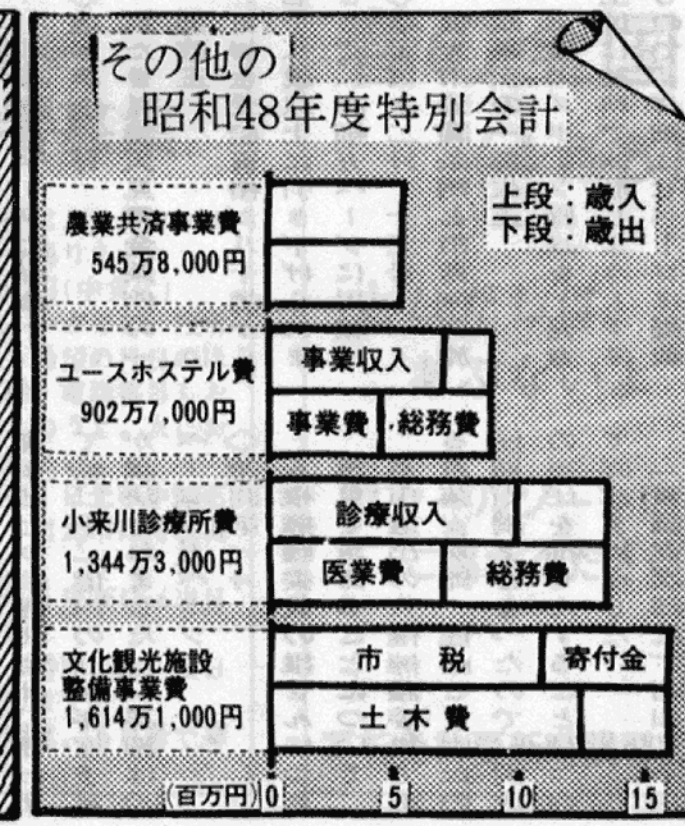 その他の
昭和48年度特別会計
上段：歳入
下段：歳出
農業共済事業費
545万8,000円
ユースホステル費
902万7,000円
事業収入
事業費
総務費
小来川診療所費
1,344万3,000円
診療収入
医業費
総務費
文化観光施設
整備事業費
1,614万1,000円
市 税
寄付金
土木費
(百万円) 0 5 10 15